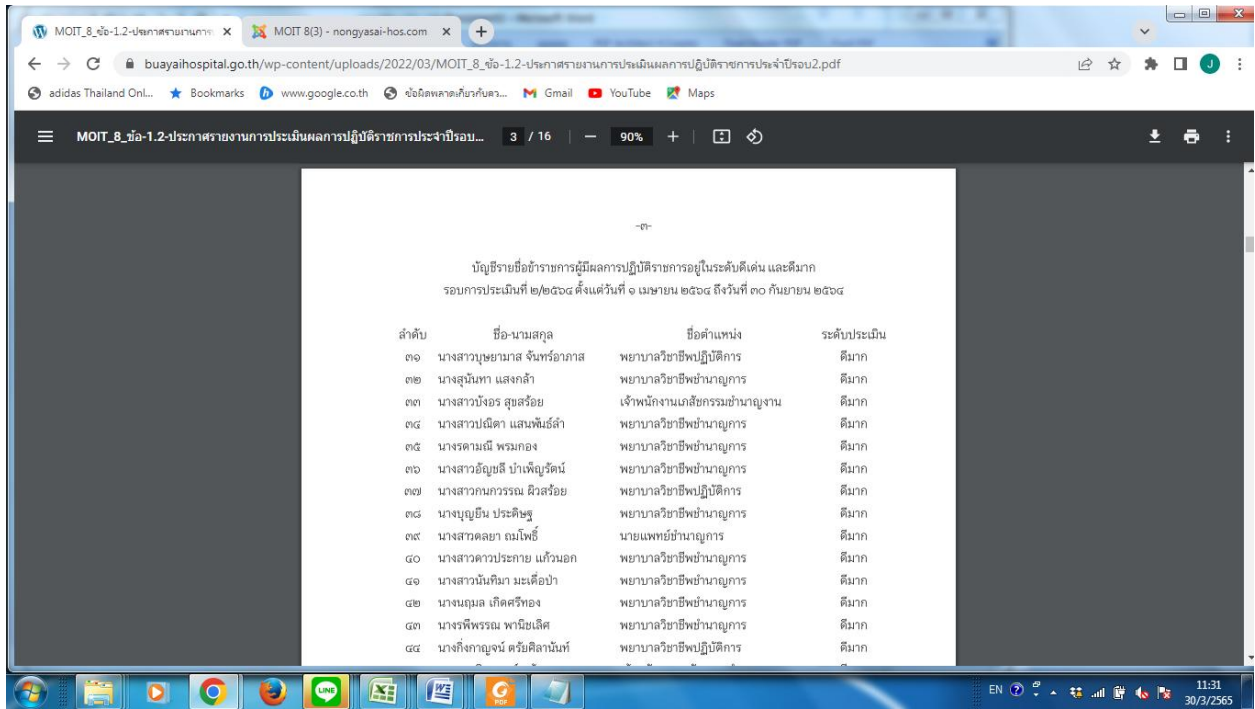 MOIT_8_ข้อ-1.2-ประกาศรายงานการ
MOIT 8(3) - nongyasai-hos.com
buayaihospital.go.th/wp-content/uploads/2022/03/MOIT_8_ข้อ-1.2-ประกาศรายงานการประเมินผลการปฏิบัติราชการประจำปีรอบ2.pdf
adidas Thailand Onl... Bookmarks www.google.co.th ข้อผิดพลาดเกี่ยวกับคว... Gmail YouTube Maps
MOIT_8_ข้อ-1.2-ประกาศรายงานการประเมินผลการปฏิบัติราชการประจำปีรอบ... 3 / 16 90%
-๓-
บัญชีรายชื่อข้าราชการผู้มีผลการปฏิบัติราชการอยู่ในระดับดีเด่น และดีมาก
รอบการประเมินที่ ๒/๒๕๖๔ ตั้งแต่วันที่ ๑ เมษายน ๒๕๖๔ ถึงวันที่ ๓๐ กันยายน ๒๕๖๔
ลำดับ ชื่อ-นามสกุล ชื่อตำแหน่ง ระดับประเมิน
๓๑ นางสาวบุษยามาส จันทร์อาภาส พยาบาลวิชาชีพปฏิบัติการ ดีมาก
๓๒ นางสุนันทา แสงกล้า พยาบาลวิชาชีพชำนาญการ ดีมาก
๓๓ นางสาวบังอร สุขสร้อย เจ้าพนักงานเภสัชกรรมชำนาญงาน ดีมาก
๓๔ นางสาวปณิตา แสนพันธ์ลำ พยาบาลวิชาชีพชำนาญการ ดีมาก
๓๕ นางรดามณี พรมกอง พยาบาลวิชาชีพชำนาญการ ดีมาก
๓๖ นางสาวอัญชลี บำเพ็ญรัตน์ พยาบาลวิชาชีพชำนาญการ ดีมาก
๓๗ นางสาวกนกวรรณ ผิวสร้อย พยาบาลวิชาชีพปฏิบัติการ ดีมาก
๓๘ นางบุญยืน ประดิษฐ พยาบาลวิชาชีพชำนาญการ ดีมาก
๓๙ นางสาวดลยา ถมโพธิ์ นายแพทย์ชำนาญการ ดีมาก
๔๐ นางสาวดาวประกาย แก้วนอก พยาบาลวิชาชีพชำนาญการ ดีมาก
๔๑ นางสาวนันทิมา มะเดื่อป่า พยาบาลวิชาชีพชำนาญการ ดีมาก
๔๒ นางนฤมล เกิดศรีทอง พยาบาลวิชาชีพชำนาญการ ดีมาก
๔๓ นางรพีพรรณ พานิชเลิศ พยาบาลวิชาชีพชำนาญการ ดีมาก
๔๔ นางกิ่งกาญจน์ ตรับศิลานันท์ พยาบาลวิชาชีพปฏิบัติการ ดีมาก
EN 11:31
30/3/2565